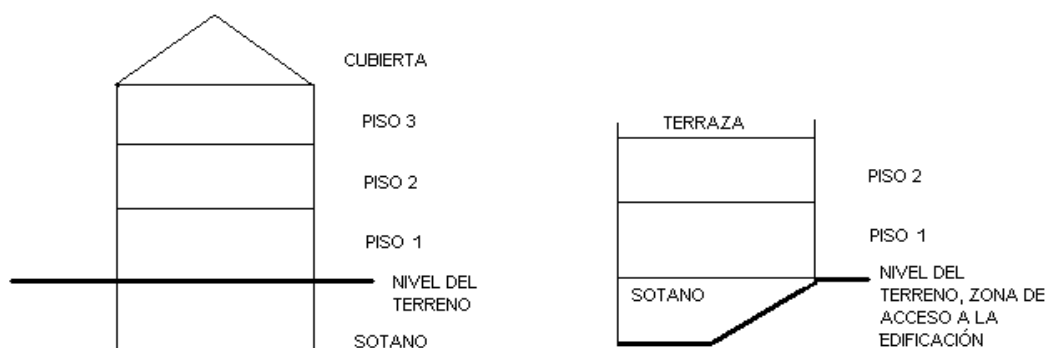 CUBIERTA
PISO 3
PISO 2
PISO 1
NIVEL DEL
TERRENO
SOTANO
TERRAZA
PISO 2
PISO 1
SOTANO
NIVEL DEL
TERRENO, ZONA DE
ACCESO A LA
EDIFICACIÓN